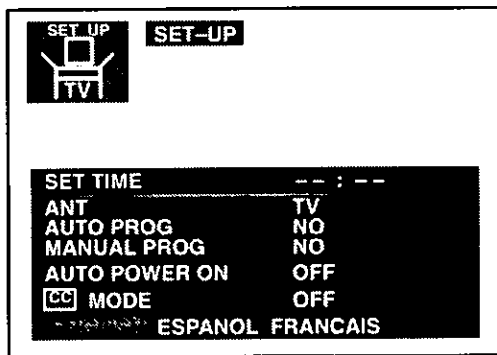 SET UP
TV
SET–UP
SET TIME – – : – –
ANT TV
AUTO PROG NO
MANUAL PROG NO
AUTO POWER ON OFF
CC MODE OFF
ESPANOL FRANCAIS